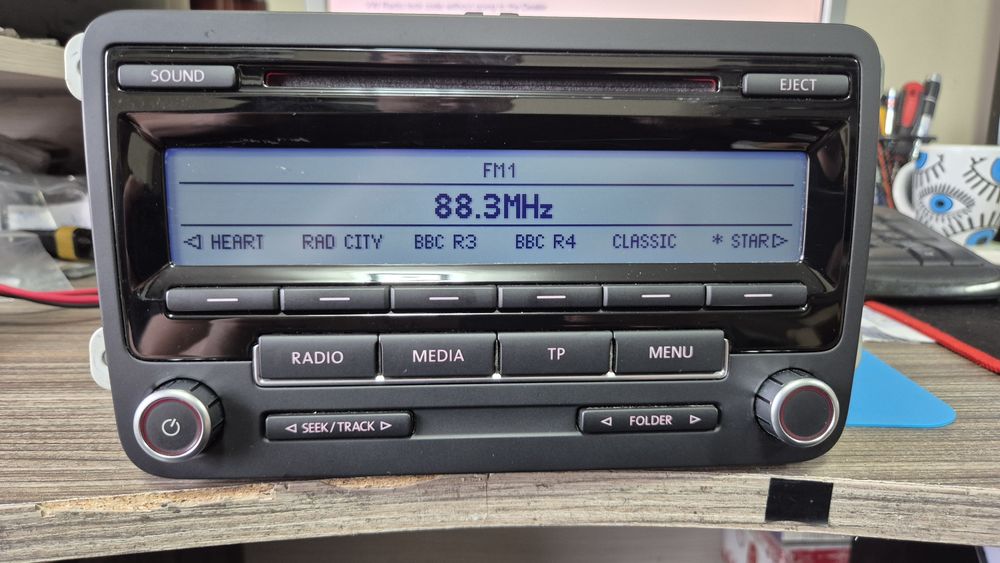 SOUND
EJECT
FM1
88.3MHz
HEART RAD CITY BBC R3 BBC R4 CLASSIC * STAR
RADIO MEDIA TP MENU
SEEK/TRACK FOLDER